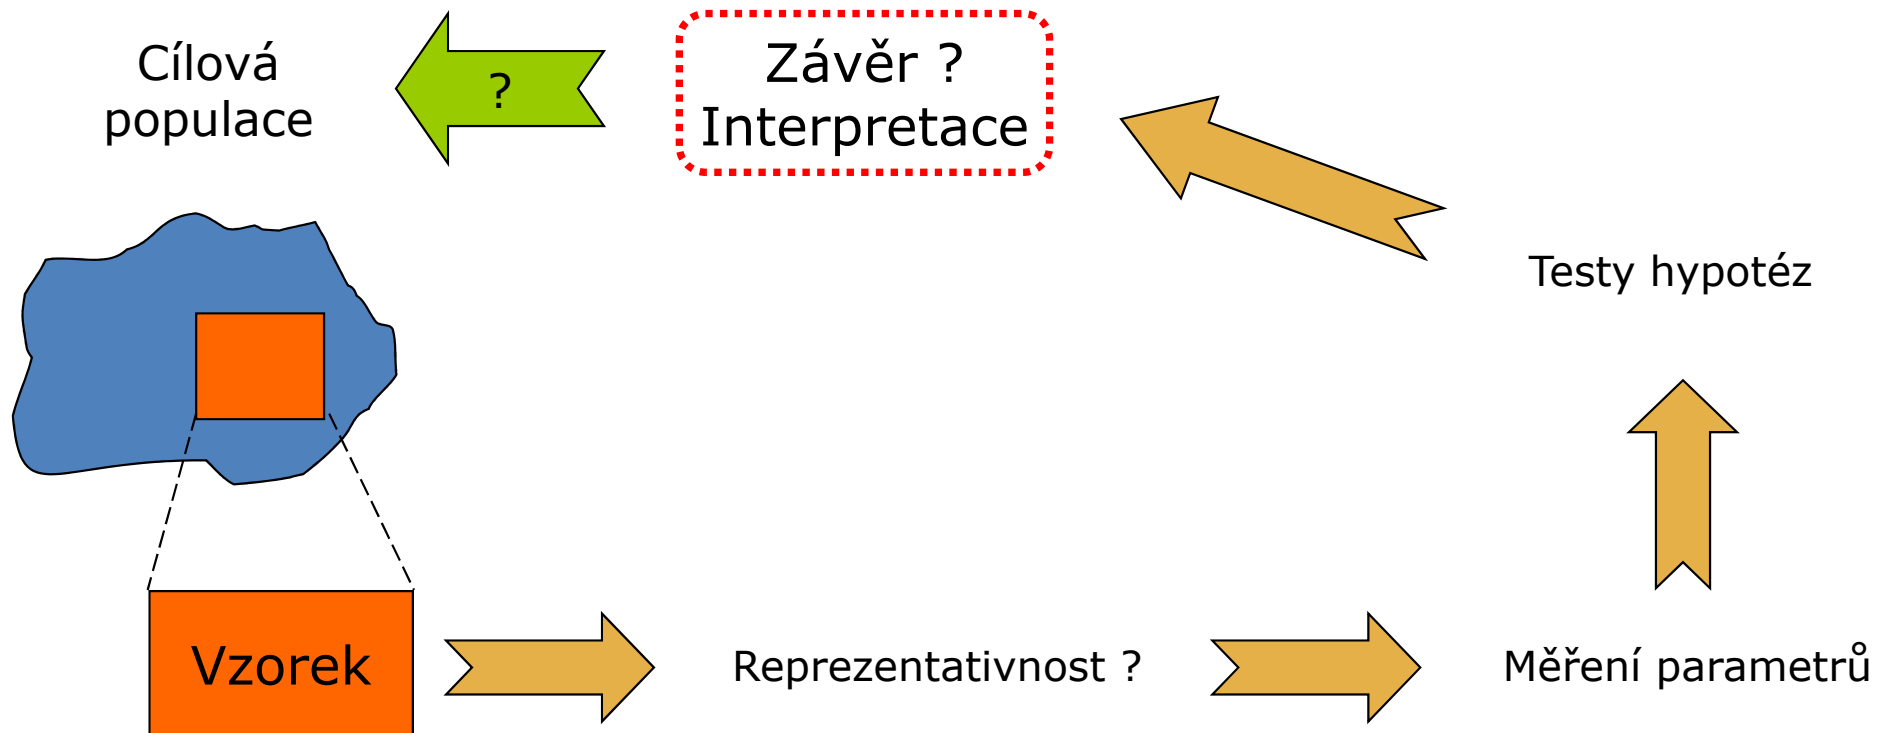 Cílová
populace
?
Závěr ?
Interpretace
Testy hypotéz
Vzorek
Reprezentativnost ?
Měření parametrů